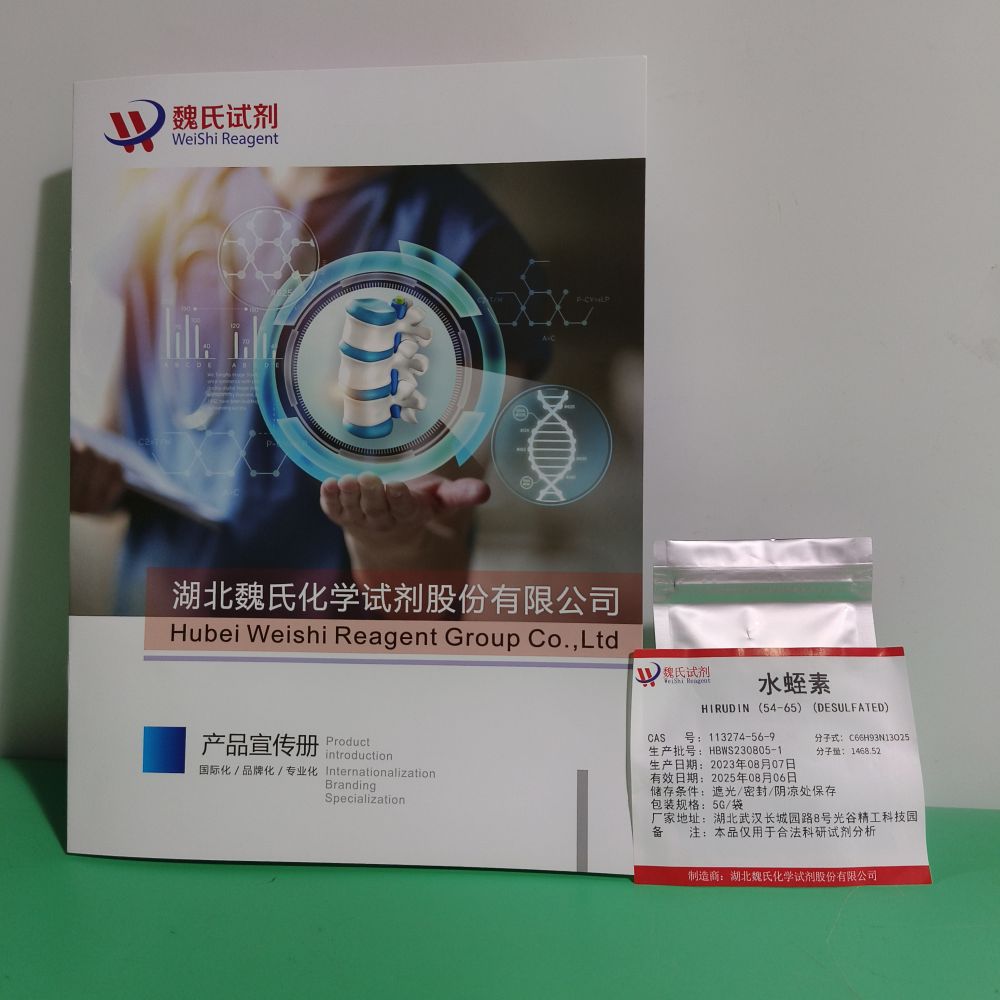 魏氏试剂
WeiShi Reagent
湖北魏氏化学试剂股份有限公司
Hubei Weishi Reagent Group Co.,Ltd
产品宣传册
Product
introduction
国际化 / 品牌化 / 专业化
Internationalization
Branding
Specialization
魏氏试剂
WeiShi Reagent
水蛭素
HIRUDIN (54-65) (DESULFATED)
CAS 号：113274-56-9 分子式：C66H93N13O25
生产批号：HBWS230805-1 分子量：1468.52
生产日期：2023年08月07日
有效日期：2025年08月06日
储存条件：遮光/密封/阴凉处保存
包装规格：5G/袋
厂家地址：湖北武汉长城园路8号光谷精工科技园
备 注：本品仅用于合法科研试剂分析
制造商：湖北魏氏化学试剂股份有限公司